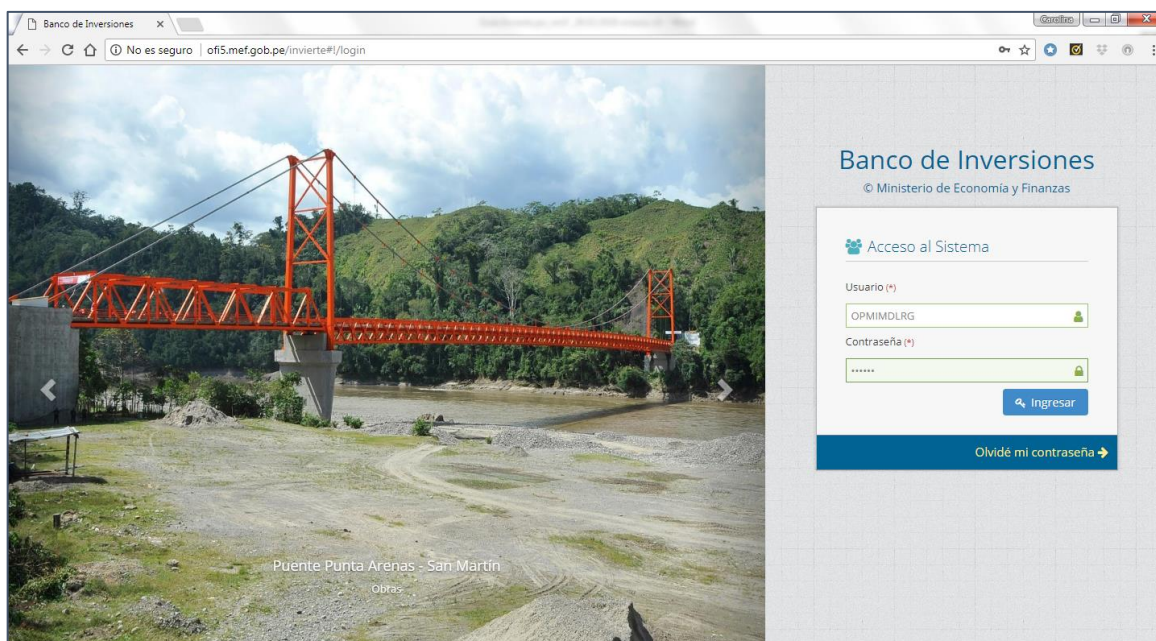 Banco de Inversiones
Carolina
No es seguro | ofi5.mef.gob.pe/invierte#!/login
Banco de Inversiones
© Ministerio de Economía y Finanzas
Acceso al Sistema
Usuario (*)
OPMIMDLRG
Contraseña (*)
••••••
Ingresar
Olvidé mi contraseña
Puente Punta Arenas - San Martín
Obras